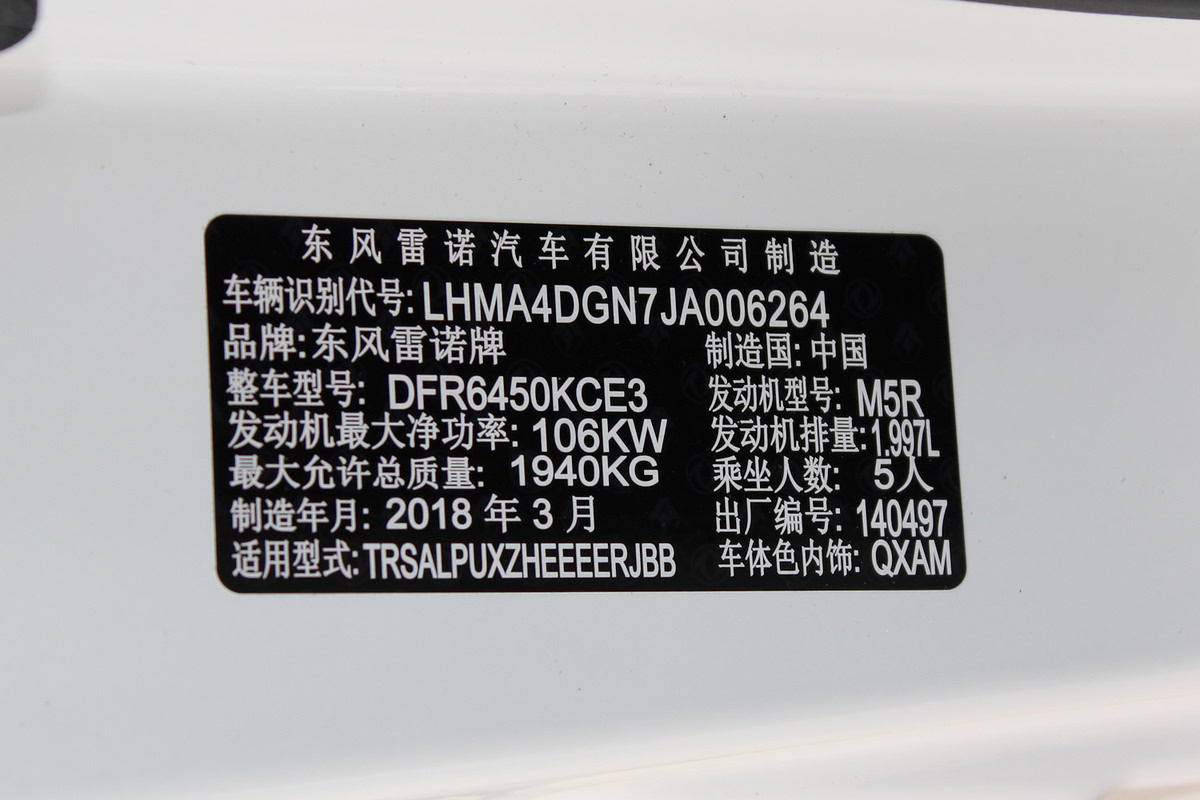 东风雷诺汽车有限公司制造
车辆识别代号:LHMA4DGN7JA006264
品牌:东风雷诺牌 制造国:中国
整车型号: DFR6450KCE3 发动机型号: M5R
发动机最大净功率: 106KW 发动机排量:1.997L
最大允许总质量: 1940KG 乘坐人数: 5人
制造年月: 2018 年 3 月 出厂编号: 140497
适用型式:TRSALPUXZHEEEERJBB 车体色内饰: QXAM